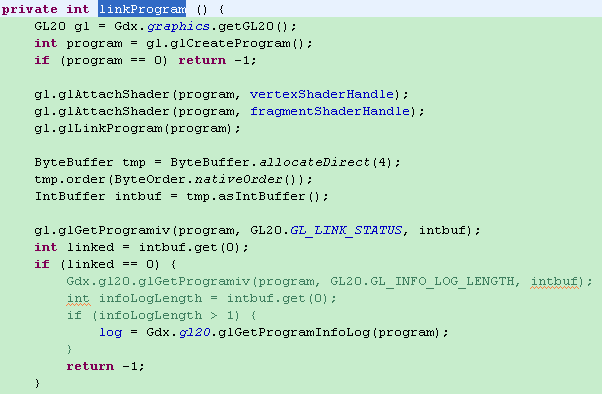 private int linkProgram () {
GL20 gl = Gdx.graphics.getGL20();
int program = gl.glCreateProgram();
if (program == 0) return -1;
gl.glAttachShader(program, vertexShaderHandle);
gl.glAttachShader(program, fragmentShaderHandle);
gl.glLinkProgram(program);
ByteBuffer tmp = ByteBuffer.allocateDirect(4);
tmp.order(ByteOrder.nativeOrder());
IntBuffer intbuf = tmp.asIntBuffer();
gl.glGetProgramiv(program, GL20.GL_LINK_STATUS, intbuf);
int linked = intbuf.get(0);
if (linked == 0) {
Gdx.gl20.glGetProgramiv(program, GL20.GL_INFO_LOG_LENGTH, intbuf);
int infoLogLength = intbuf.get(0);
if (infoLogLength > 1) {
log = Gdx.gl20.glGetProgramInfoLog(program);
}
return -1;
}